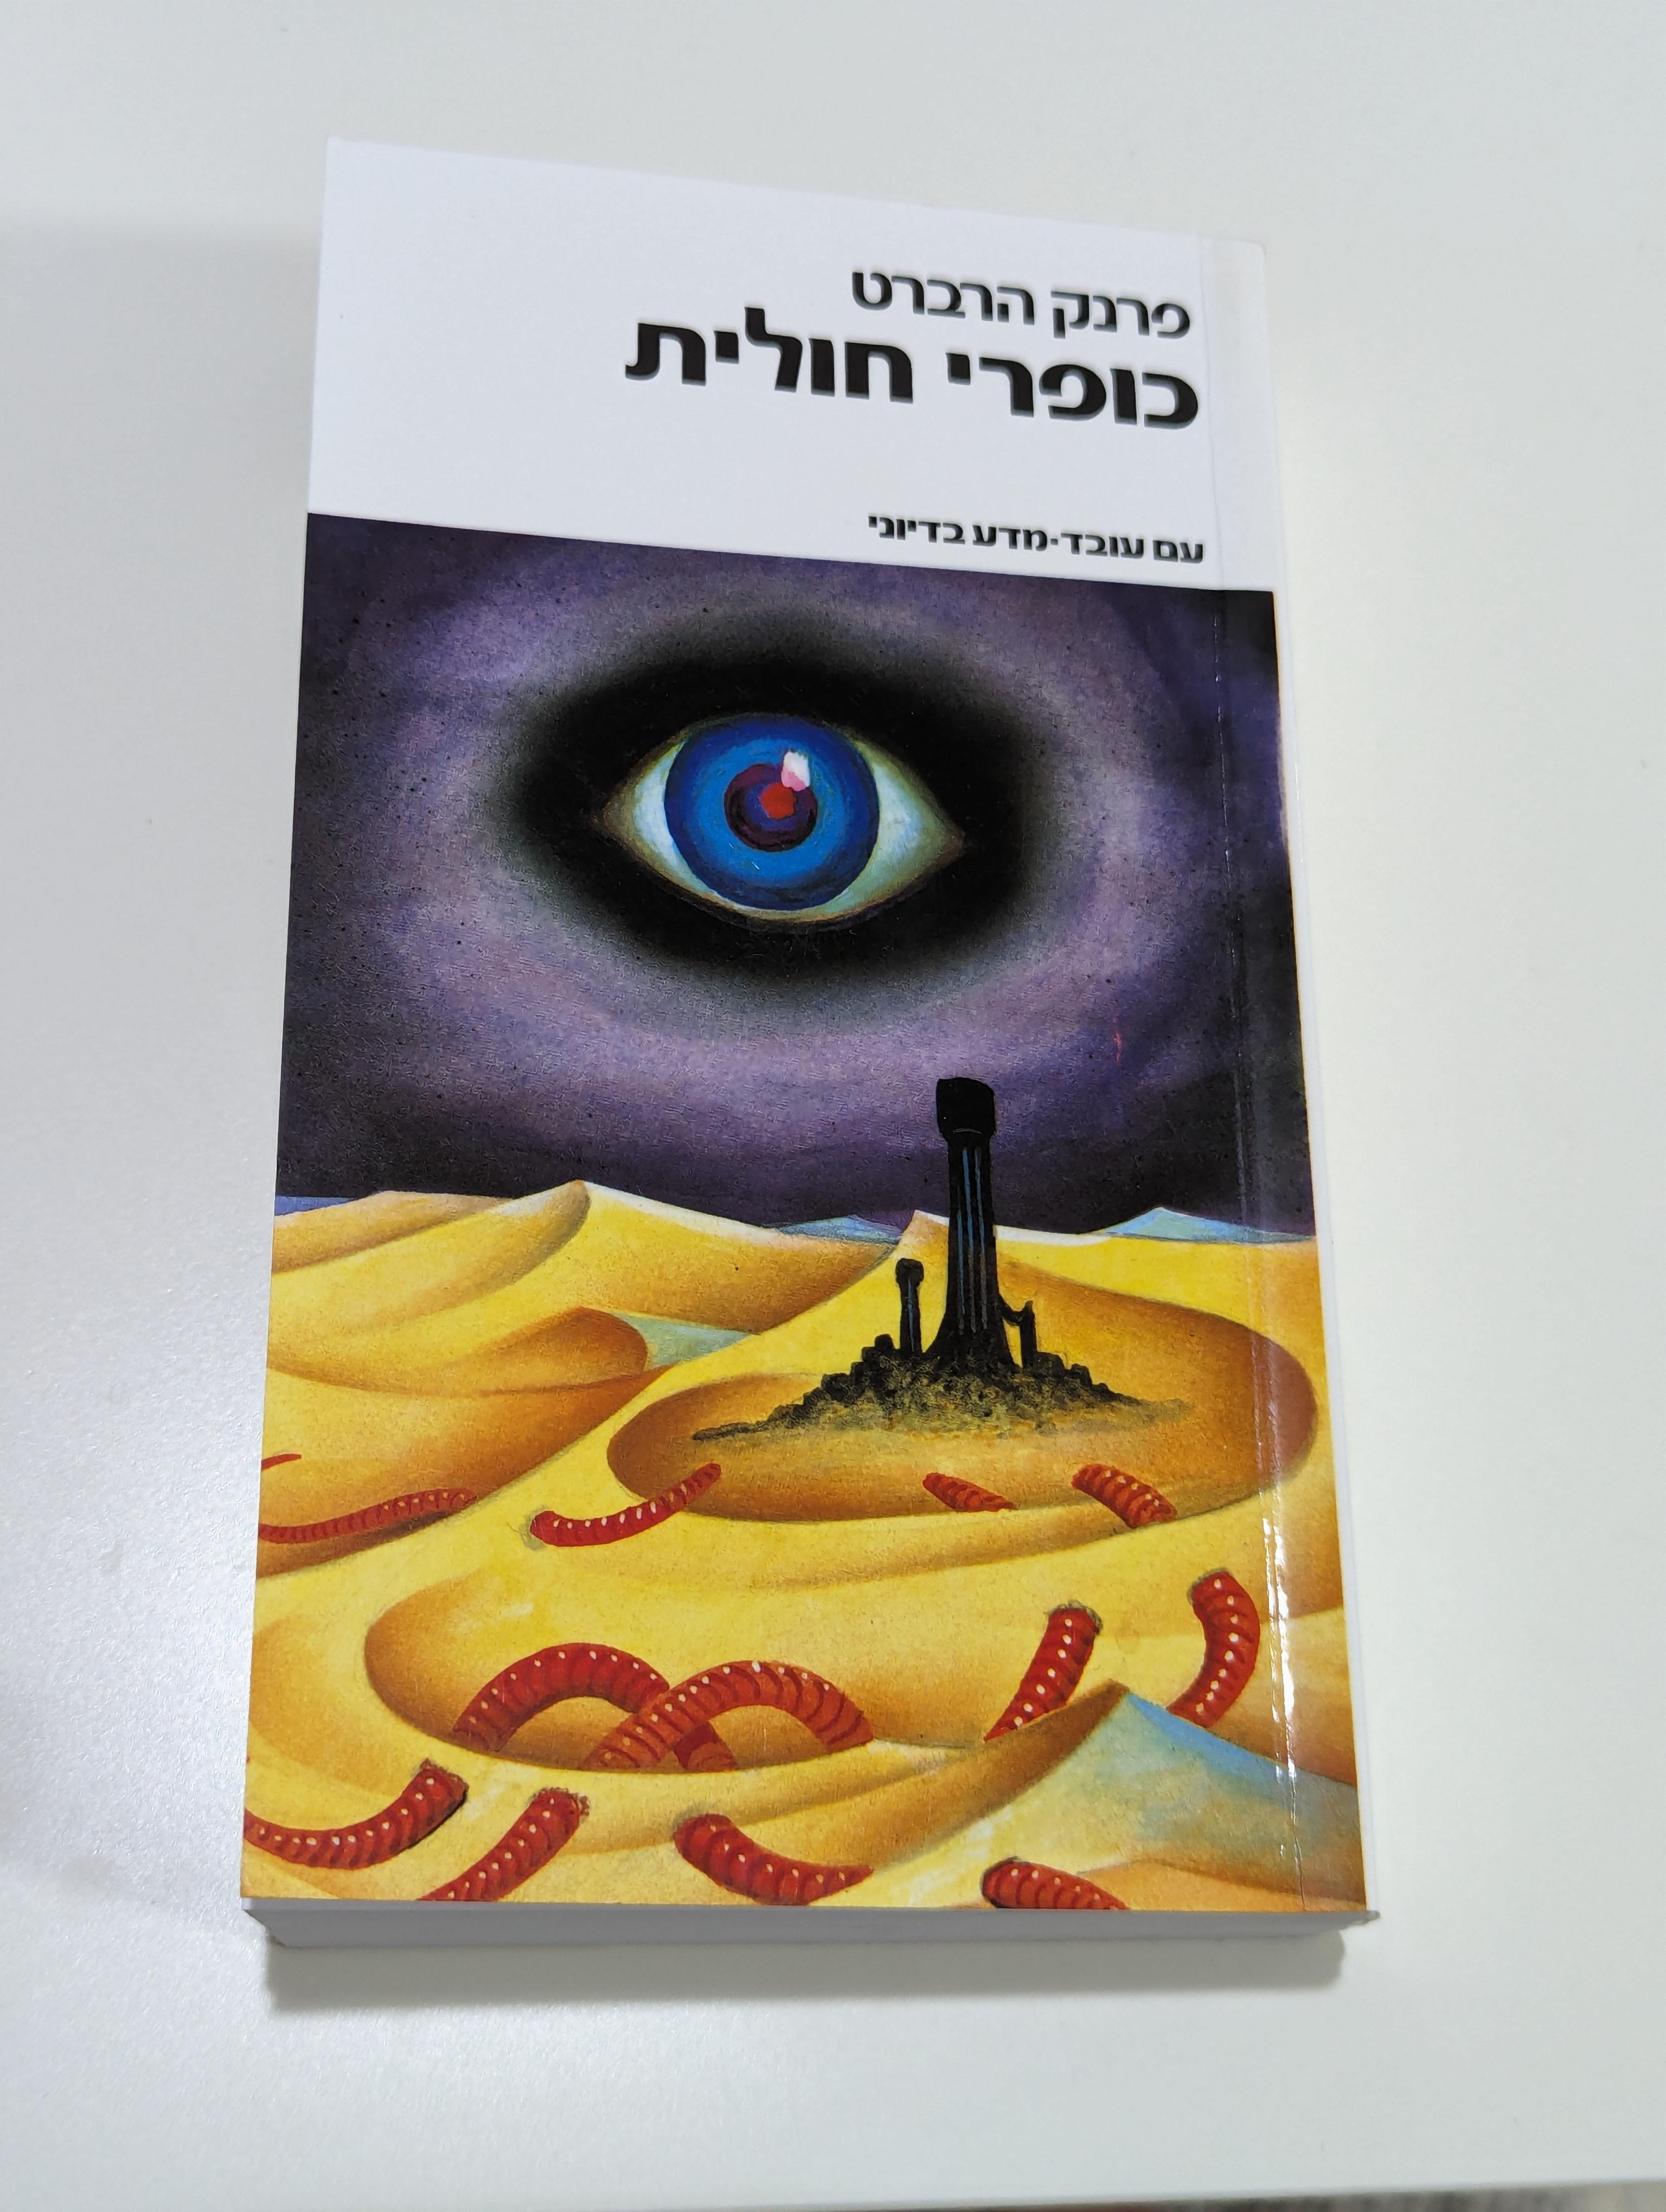 פרנק הרברט
כופרי חולית
עם עובד-מדע בדיוני